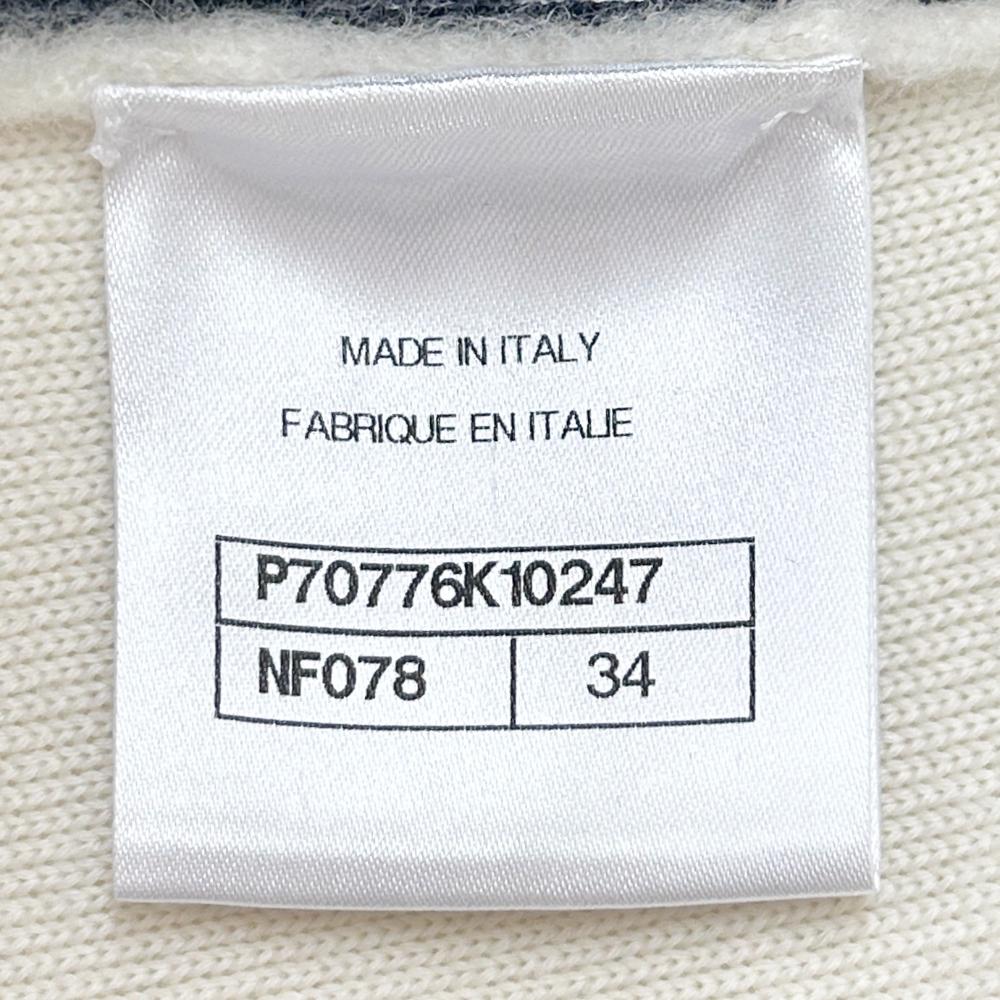 MADE IN ITALY
FABRIQUE EN ITALIE
P70776K10247
NF078 34